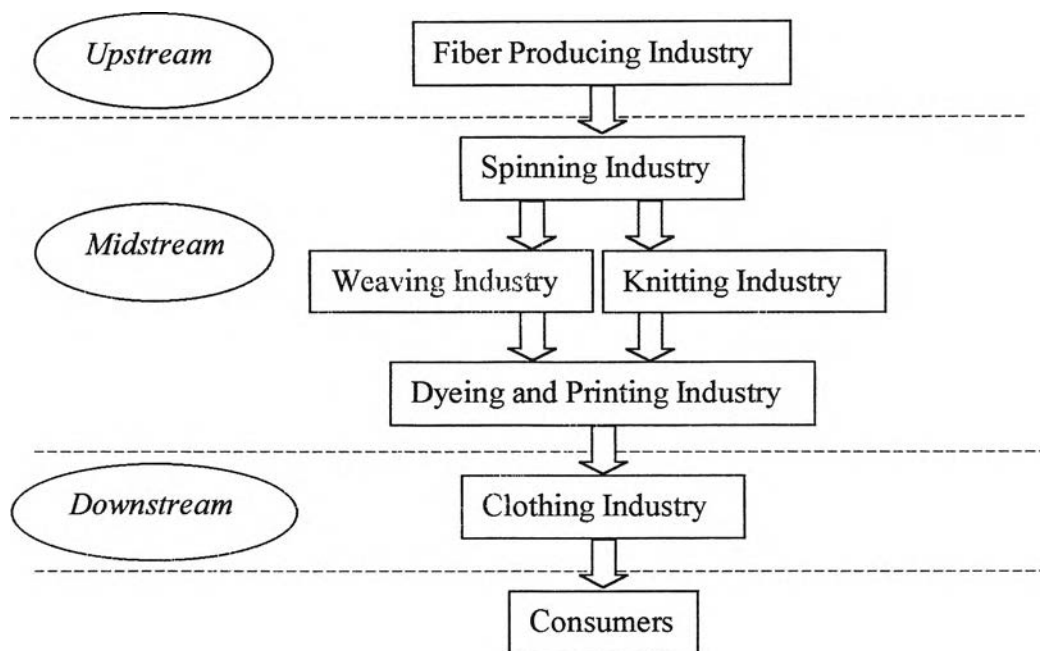 Upstream
Fiber Producing Industry
Spinning Industry
Midstream
Weaving Industry
Knitting Industry
Dyeing and Printing Industry
Downstream
Clothing Industry
Consumers